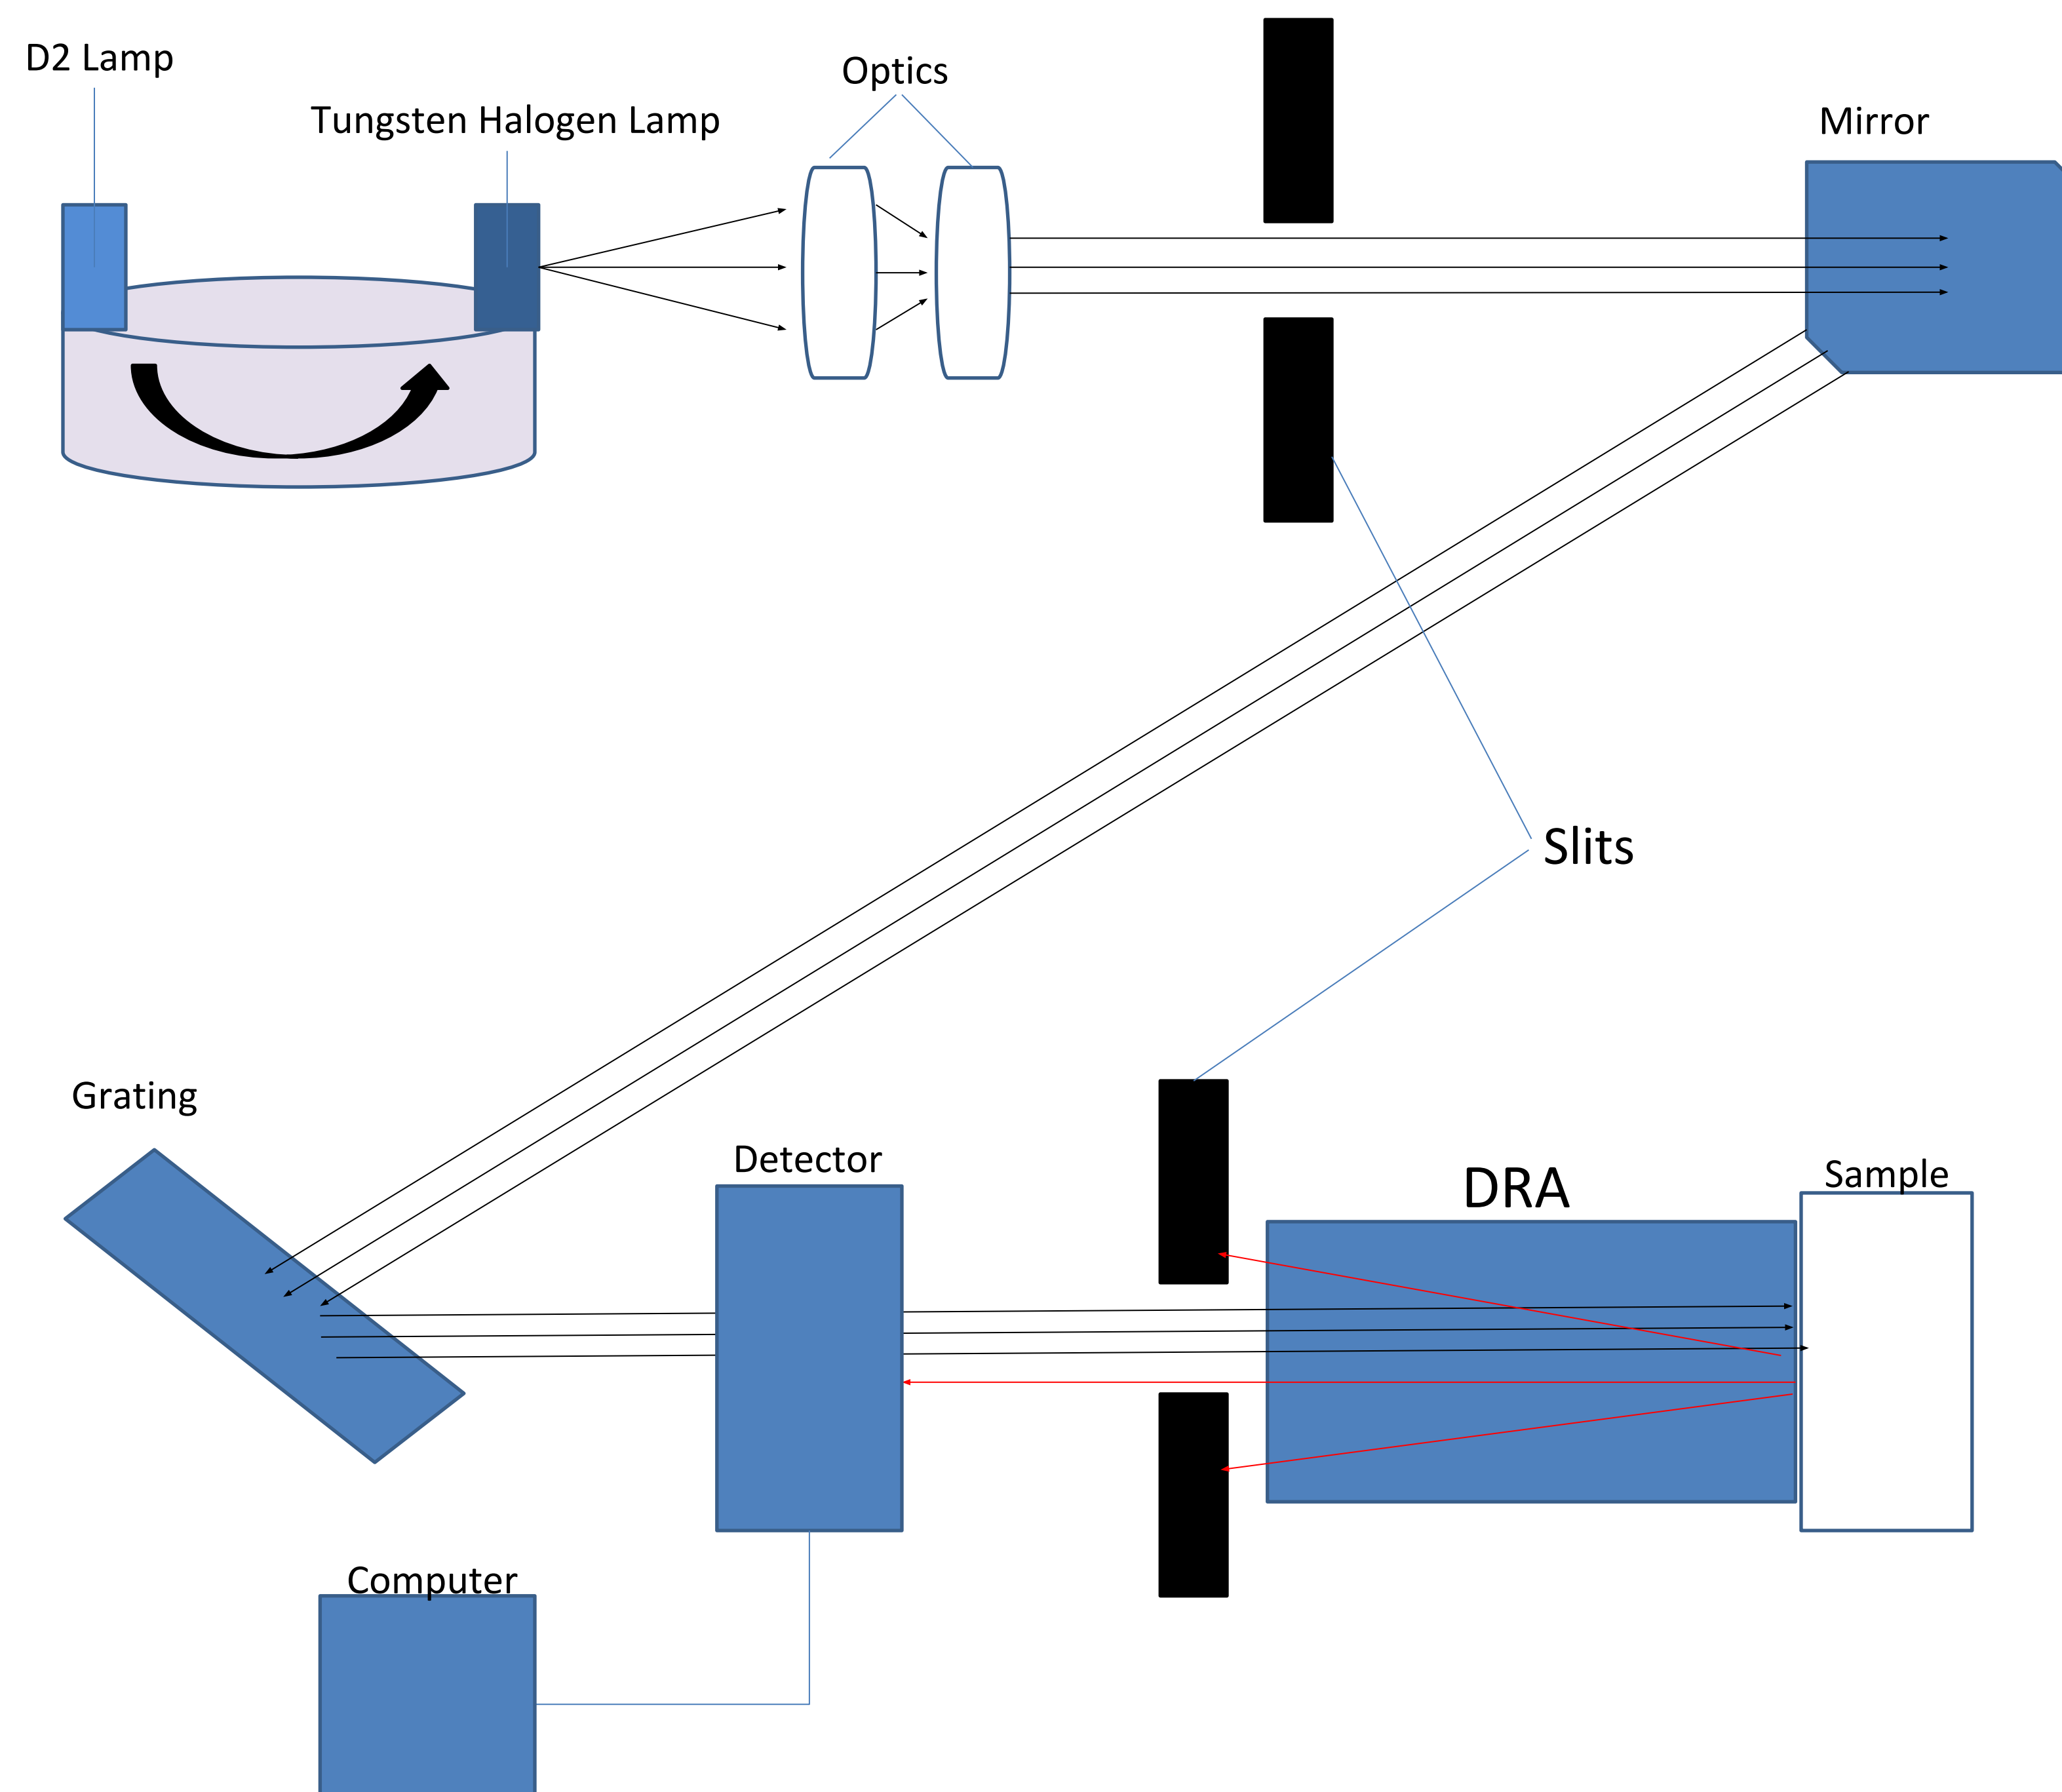 D2 Lamp
Tungsten Halogen Lamp
Optics
Mirror
Slits
Grating
Detector
DRA
Sample
Computer